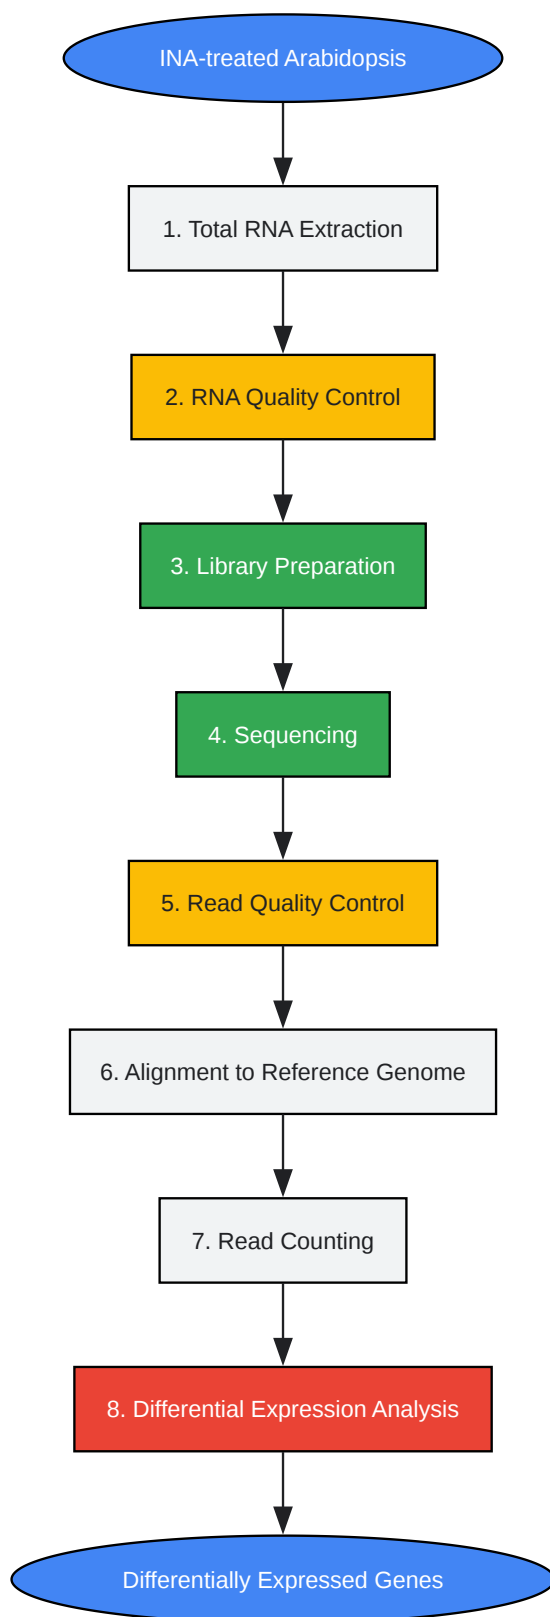 INA-treated Arabidopsis
1. Total RNA Extraction
2. RNA Quality Control
3. Library Preparation
4. Sequencing
5. Read Quality Control
6. Alignment to Reference Genome
7. Read Counting
8. Differential Expression Analysis
Differentially Expressed Genes